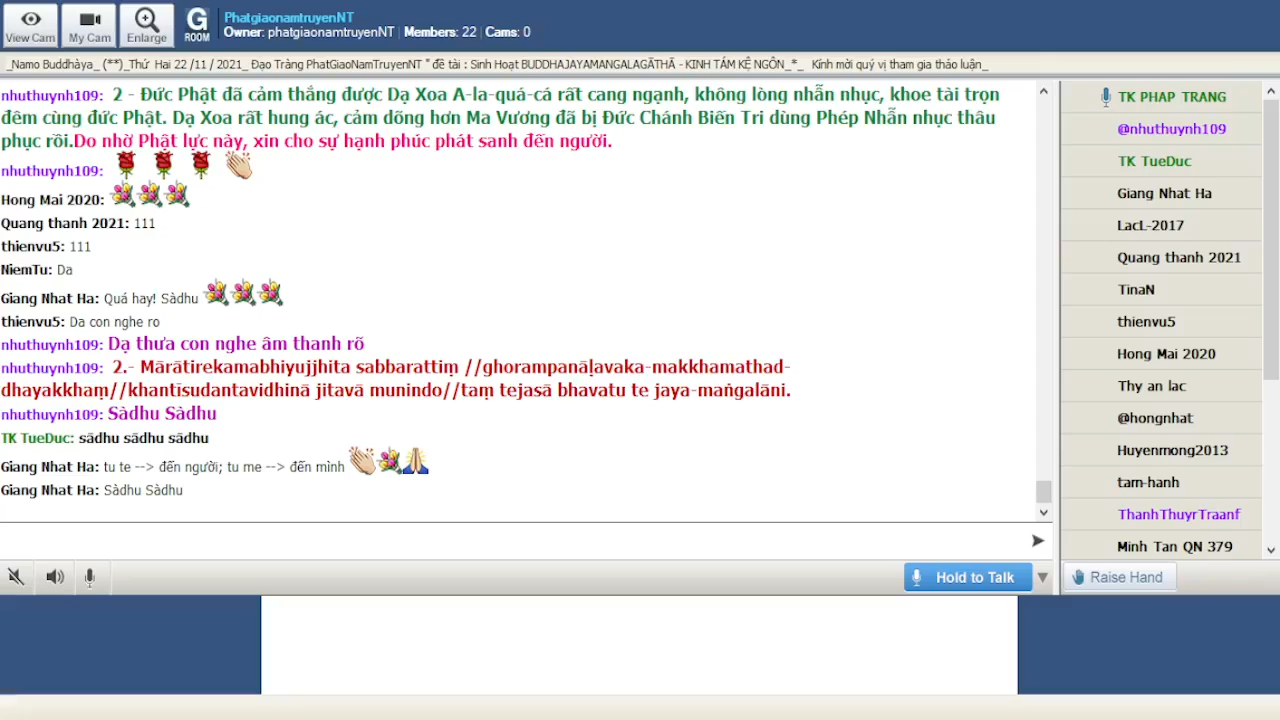 View Cam
My Cam
Enlarge
G
ROOM
PhatgiaonamtruyenNT
Owner: phatgiaonamtruyenNT | Members: 22 | Cams: 0
_Namo Buddhàya_ (**)_Thứ Hai 22 /11 / 2021_ Đạo Tràng PhatGiaoNamTruyenNT " đề tài : Sinh Hoạt BUDDHAJAYAMANGALAGĀTHĀ - KINH TÁM KỆ NGÔN_*_ Kính mời quý vị tham gia thảo luận_
nhuthuynh109: 2 - Đức Phật đã cảm thắng được Dạ Xoa A-la-quá-cá rất cang ngạnh, không lòng nhẫn nhục, khoe tài trọn
đêm cùng đức Phật. Dạ Xoa rất hung ác, cảm dõng hơn Ma Vương đã bị Đức Chánh Biến Tri dùng Phép Nhẫn nhục thâu
phục rồi.Do nhờ Phật lực này, xin cho sự hạnh phúc phát sanh đến người.
nhuthuynh109:
Hong Mai 2020:
Quang thanh 2021: 111
thienvu5: 111
NiemTu: Da
Giang Nhat Ha: Quá hay! Sàdhu
thienvu5: Da con nghe ro
nhuthuynh109: Dạ thưa con nghe âm thanh rõ
nhuthuynh109: 2.- Mārātirekamabhiyujjhita sabbarattiṃ //ghorampanāḷavaka-makkhamathad-
dhayakkhaṃ//khantīsudantavidhinā jitavā munindo//taṃ tejasā bhavatu te jaya-maṅgalāni.
nhuthuynh109: Sàdhu Sàdhu
TK TueDuc: sādhu sādhu sādhu
Giang Nhat Ha: tu te --> đến người; tu me --> đến mình
Giang Nhat Ha: Sàdhu Sàdhu
TK PHAP TRANG
@nhuthuynh109
TK TueDuc
Giang Nhat Ha
LacL-2017
Quang thanh 2021
TinaN
thienvu5
Hong Mai 2020
Thy an lac
@hongnhat
Huyenmong2013
tam-hanh
ThanhThuyrTraanf
Minh Tan QN 379
Hold to Talk
Raise Hand